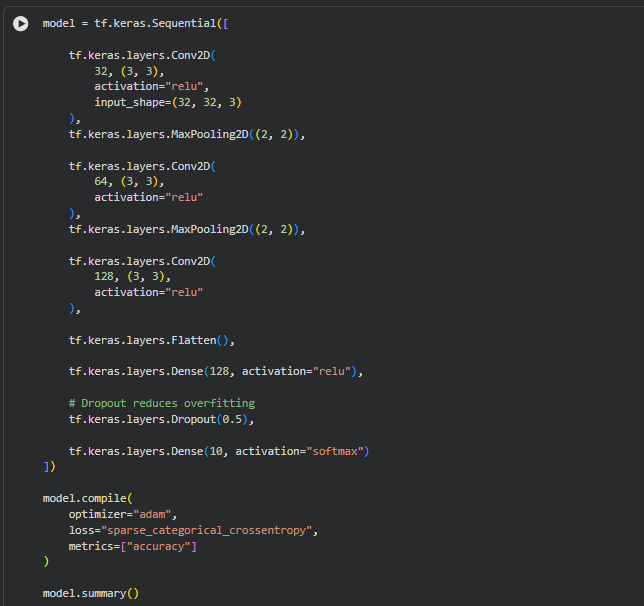 model = tf.keras.Sequential([
tf.keras.layers.Conv2D(
32, (3, 3),
activation="relu",
input_shape=(32, 32, 3)
),
tf.keras.layers.MaxPooling2D((2, 2)),
tf.keras.layers.Conv2D(
64, (3, 3),
activation="relu"
),
tf.keras.layers.MaxPooling2D((2, 2)),
tf.keras.layers.Conv2D(
128, (3, 3),
activation="relu"
),
tf.keras.layers.Flatten(),
tf.keras.layers.Dense(128, activation="relu"),
# Dropout reduces overfitting
tf.keras.layers.Dropout(0.5),
tf.keras.layers.Dense(10, activation="softmax")
])
model.compile(
optimizer="adam",
loss="sparse_categorical_crossentropy",
metrics=["accuracy"]
)
model.summary()